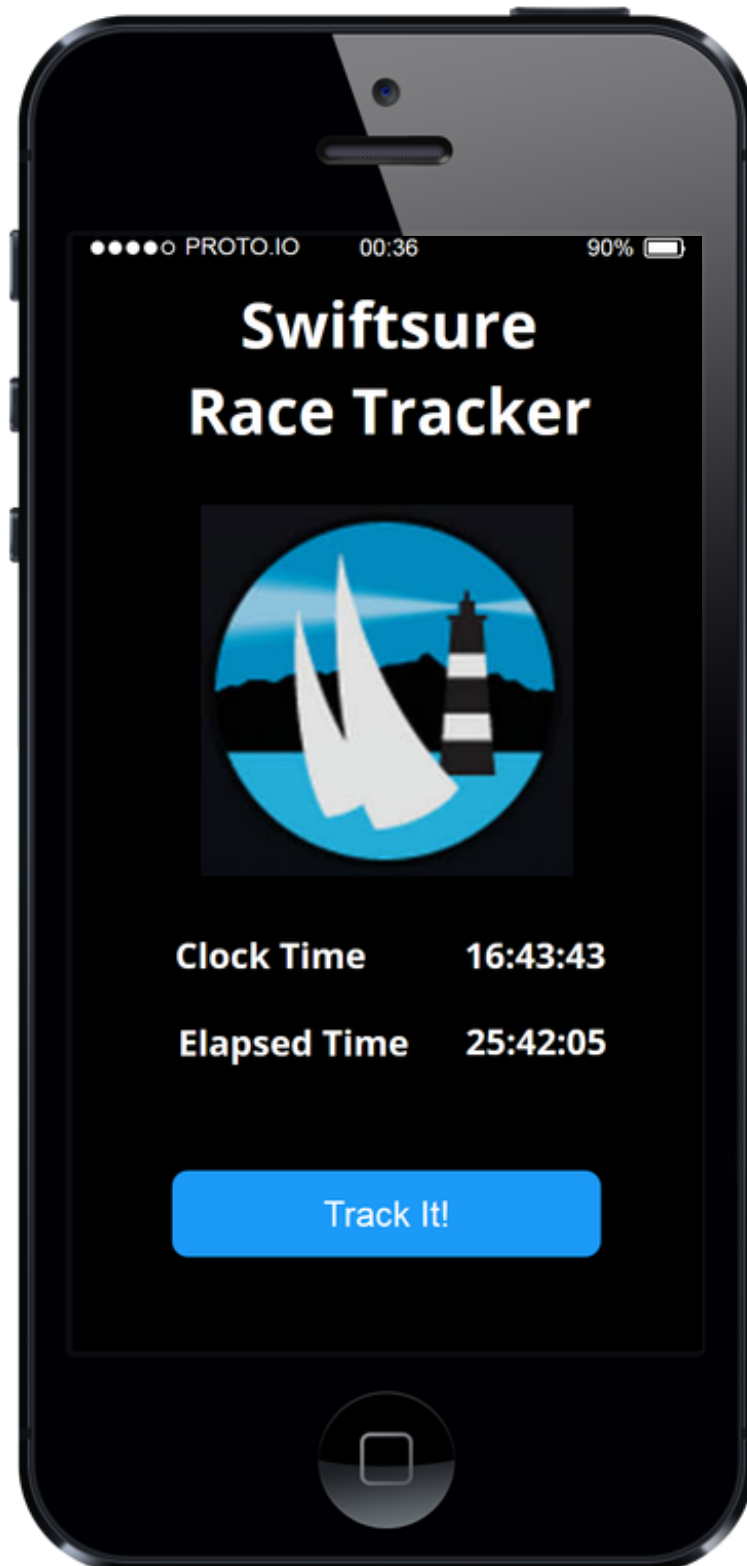 PROTO.IO 00:36 90%
Swiftsure
Race Tracker
Clock Time 16:43:43
Elapsed Time 25:42:05
Track It!